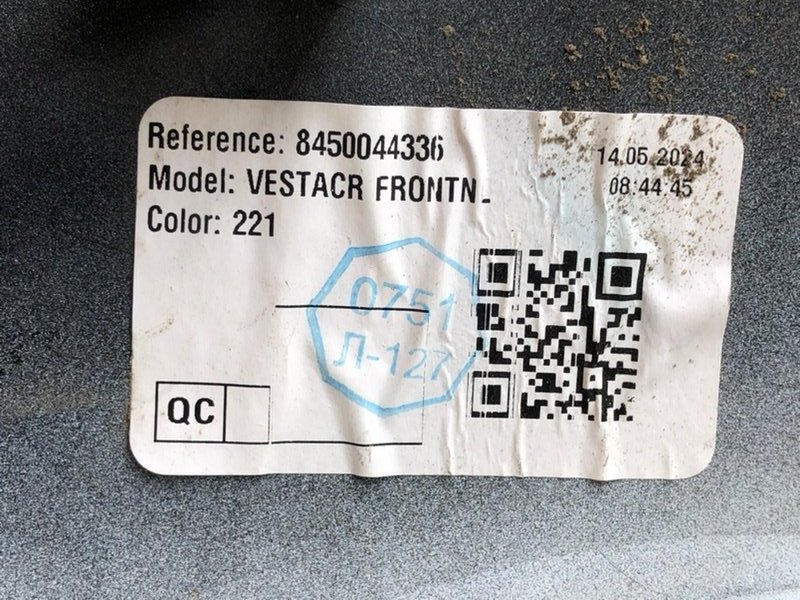 Reference: 8450044336
14.05.2024
Model: VESTACR FRONTN_
08:44:45
Color: 221
0751
Л-127
QC